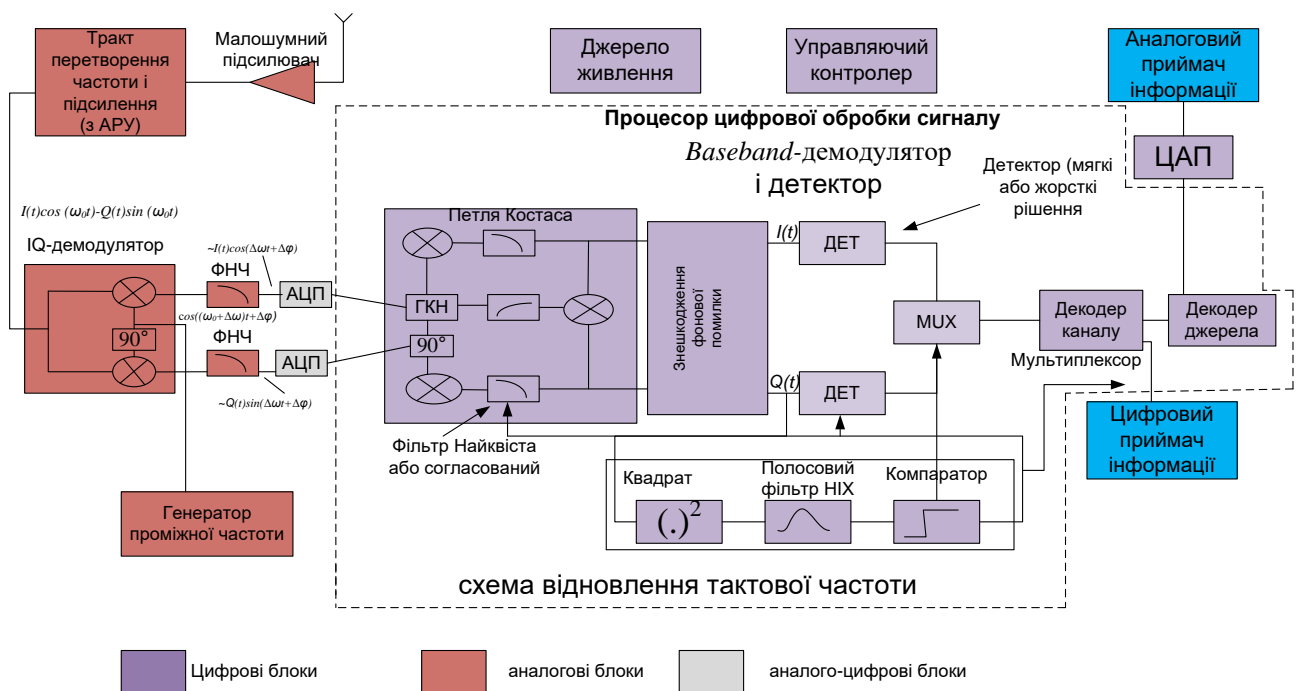 Тракт
перетворення
частоти і
підсилення
(з АРУ)
Малошумний
підсилювач
Джерело
живлення
Управляючий
контролер
Аналоговий
приймач
інформації
Процесор цифрової обробки сигналу
Baseband-демодулятор
і детектор
Детектор (мягкі
або жорсткі
рішення
ЦАП
I(t)cos (ω₀t)-Q(t)sin (ω₀t)
IQ-демодулятор
~I(t)cos(Δωt+Δφ)
ФНЧ
АЦП
cos((ω₀+Δω)t+Δφ)
90°
ФНЧ
АЦП
~Q(t)sin(Δωt+Δφ)
Петля Костаса
ГКН
90°
Фільтр Найквіста
або согласований
Знешкодження
фонової
помилки
I(t)
ДЕТ
Q(t)
ДЕТ
MUX
Мультиплексор
Декодер
каналу
Декодер
джерела
Цифровий
приймач
інформації
Генератор
проміжної частоти
Квадрат
Полосовий
фільтр НІХ
Компаратор
(.)²
схема відновлення тактової частоти
Цифрові блоки
аналогові блоки
аналого-цифрові блоки